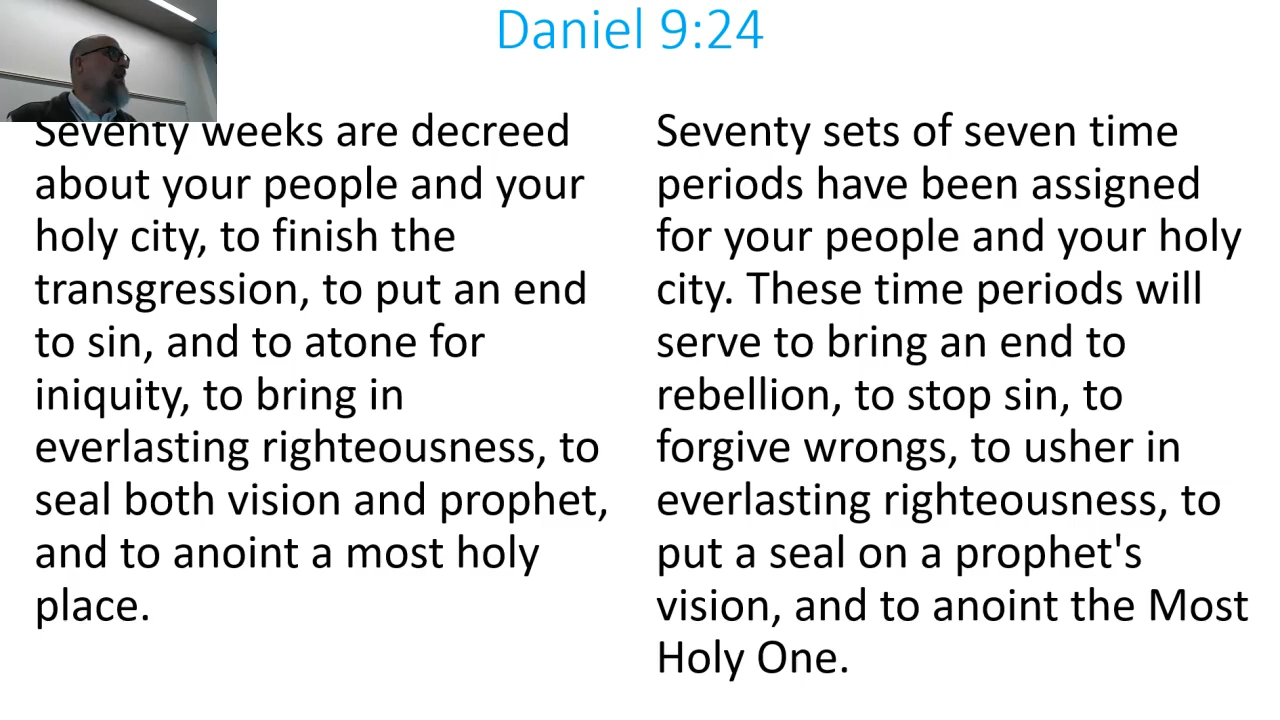 Daniel 9:24
Seventy weeks are decreed
about your people and your
holy city, to finish the
transgression, to put an end
to sin, and to atone for
iniquity, to bring in
everlasting righteousness, to
seal both vision and prophet,
and to anoint a most holy
place.
Seventy sets of seven time
periods have been assigned
for your people and your holy
city. These time periods will
serve to bring an end to
rebellion, to stop sin, to
forgive wrongs, to usher in
everlasting righteousness, to
put a seal on a prophet's
vision, and to anoint the Most
Holy One.